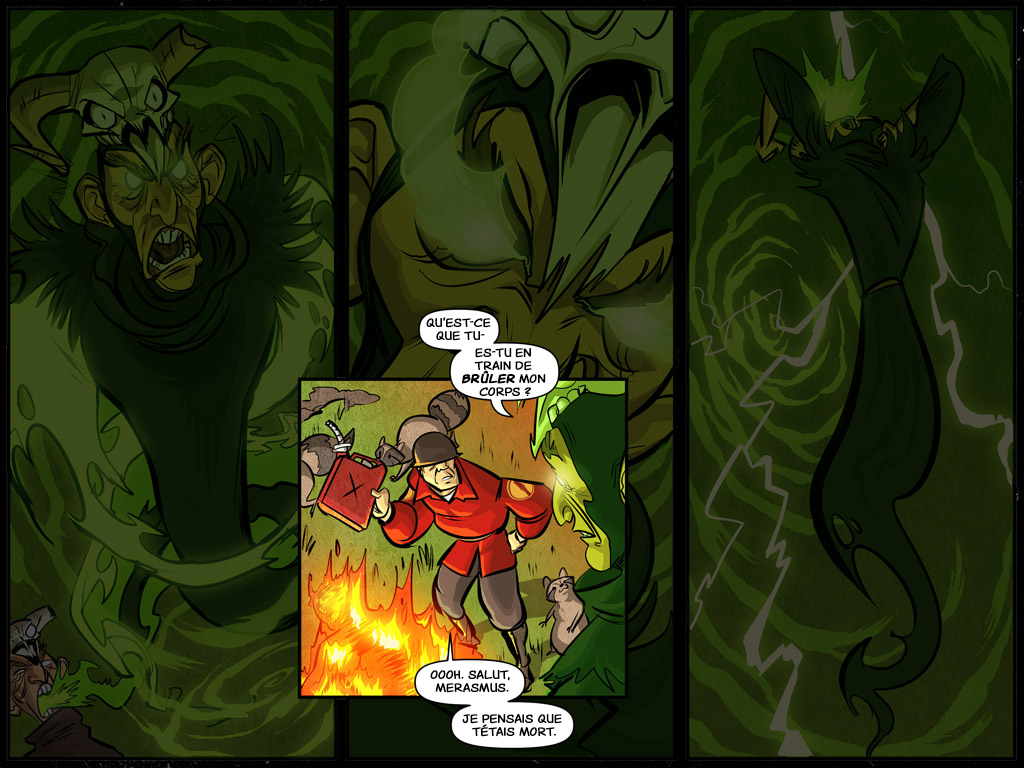 QU'EST-CE
QUE TU-
ES-TU EN
TRAIN DE
BRÛLER MON
CORPS ?
OOOH. SALUT,
MERASMUS.
JE PENSAIS QUE
TÉTAIS MORT.